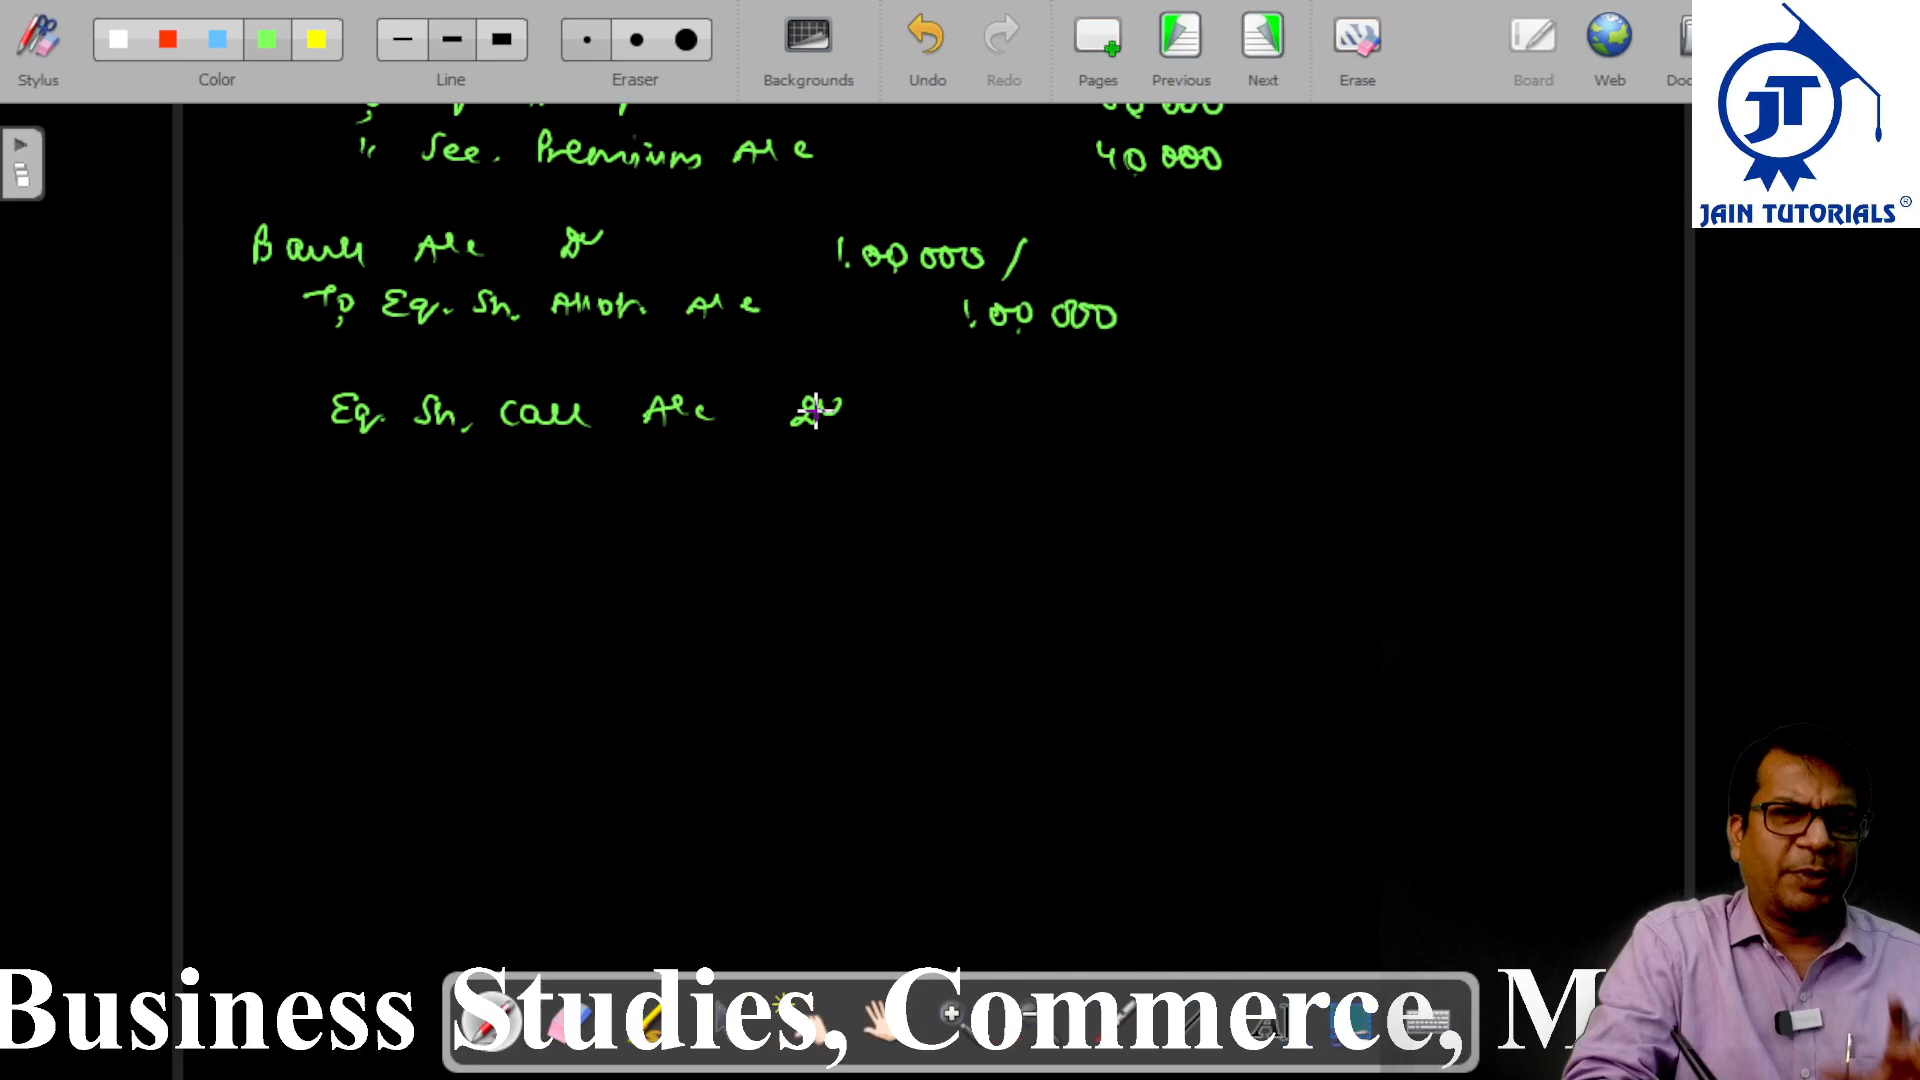 Stylus Color Line Eraser Backgrounds Undo Redo Pages Previous Next Erase Board Web Doc
JT
JAIN TUTORIALS®
" Sec. Premium A/c 40,000
Bank A/c Dr 1,00,000 /
To Eq. Sh. Allot. A/c 1,00,000
Eq. Sh. Call A/c Dr
Business Studies, Commerce, M